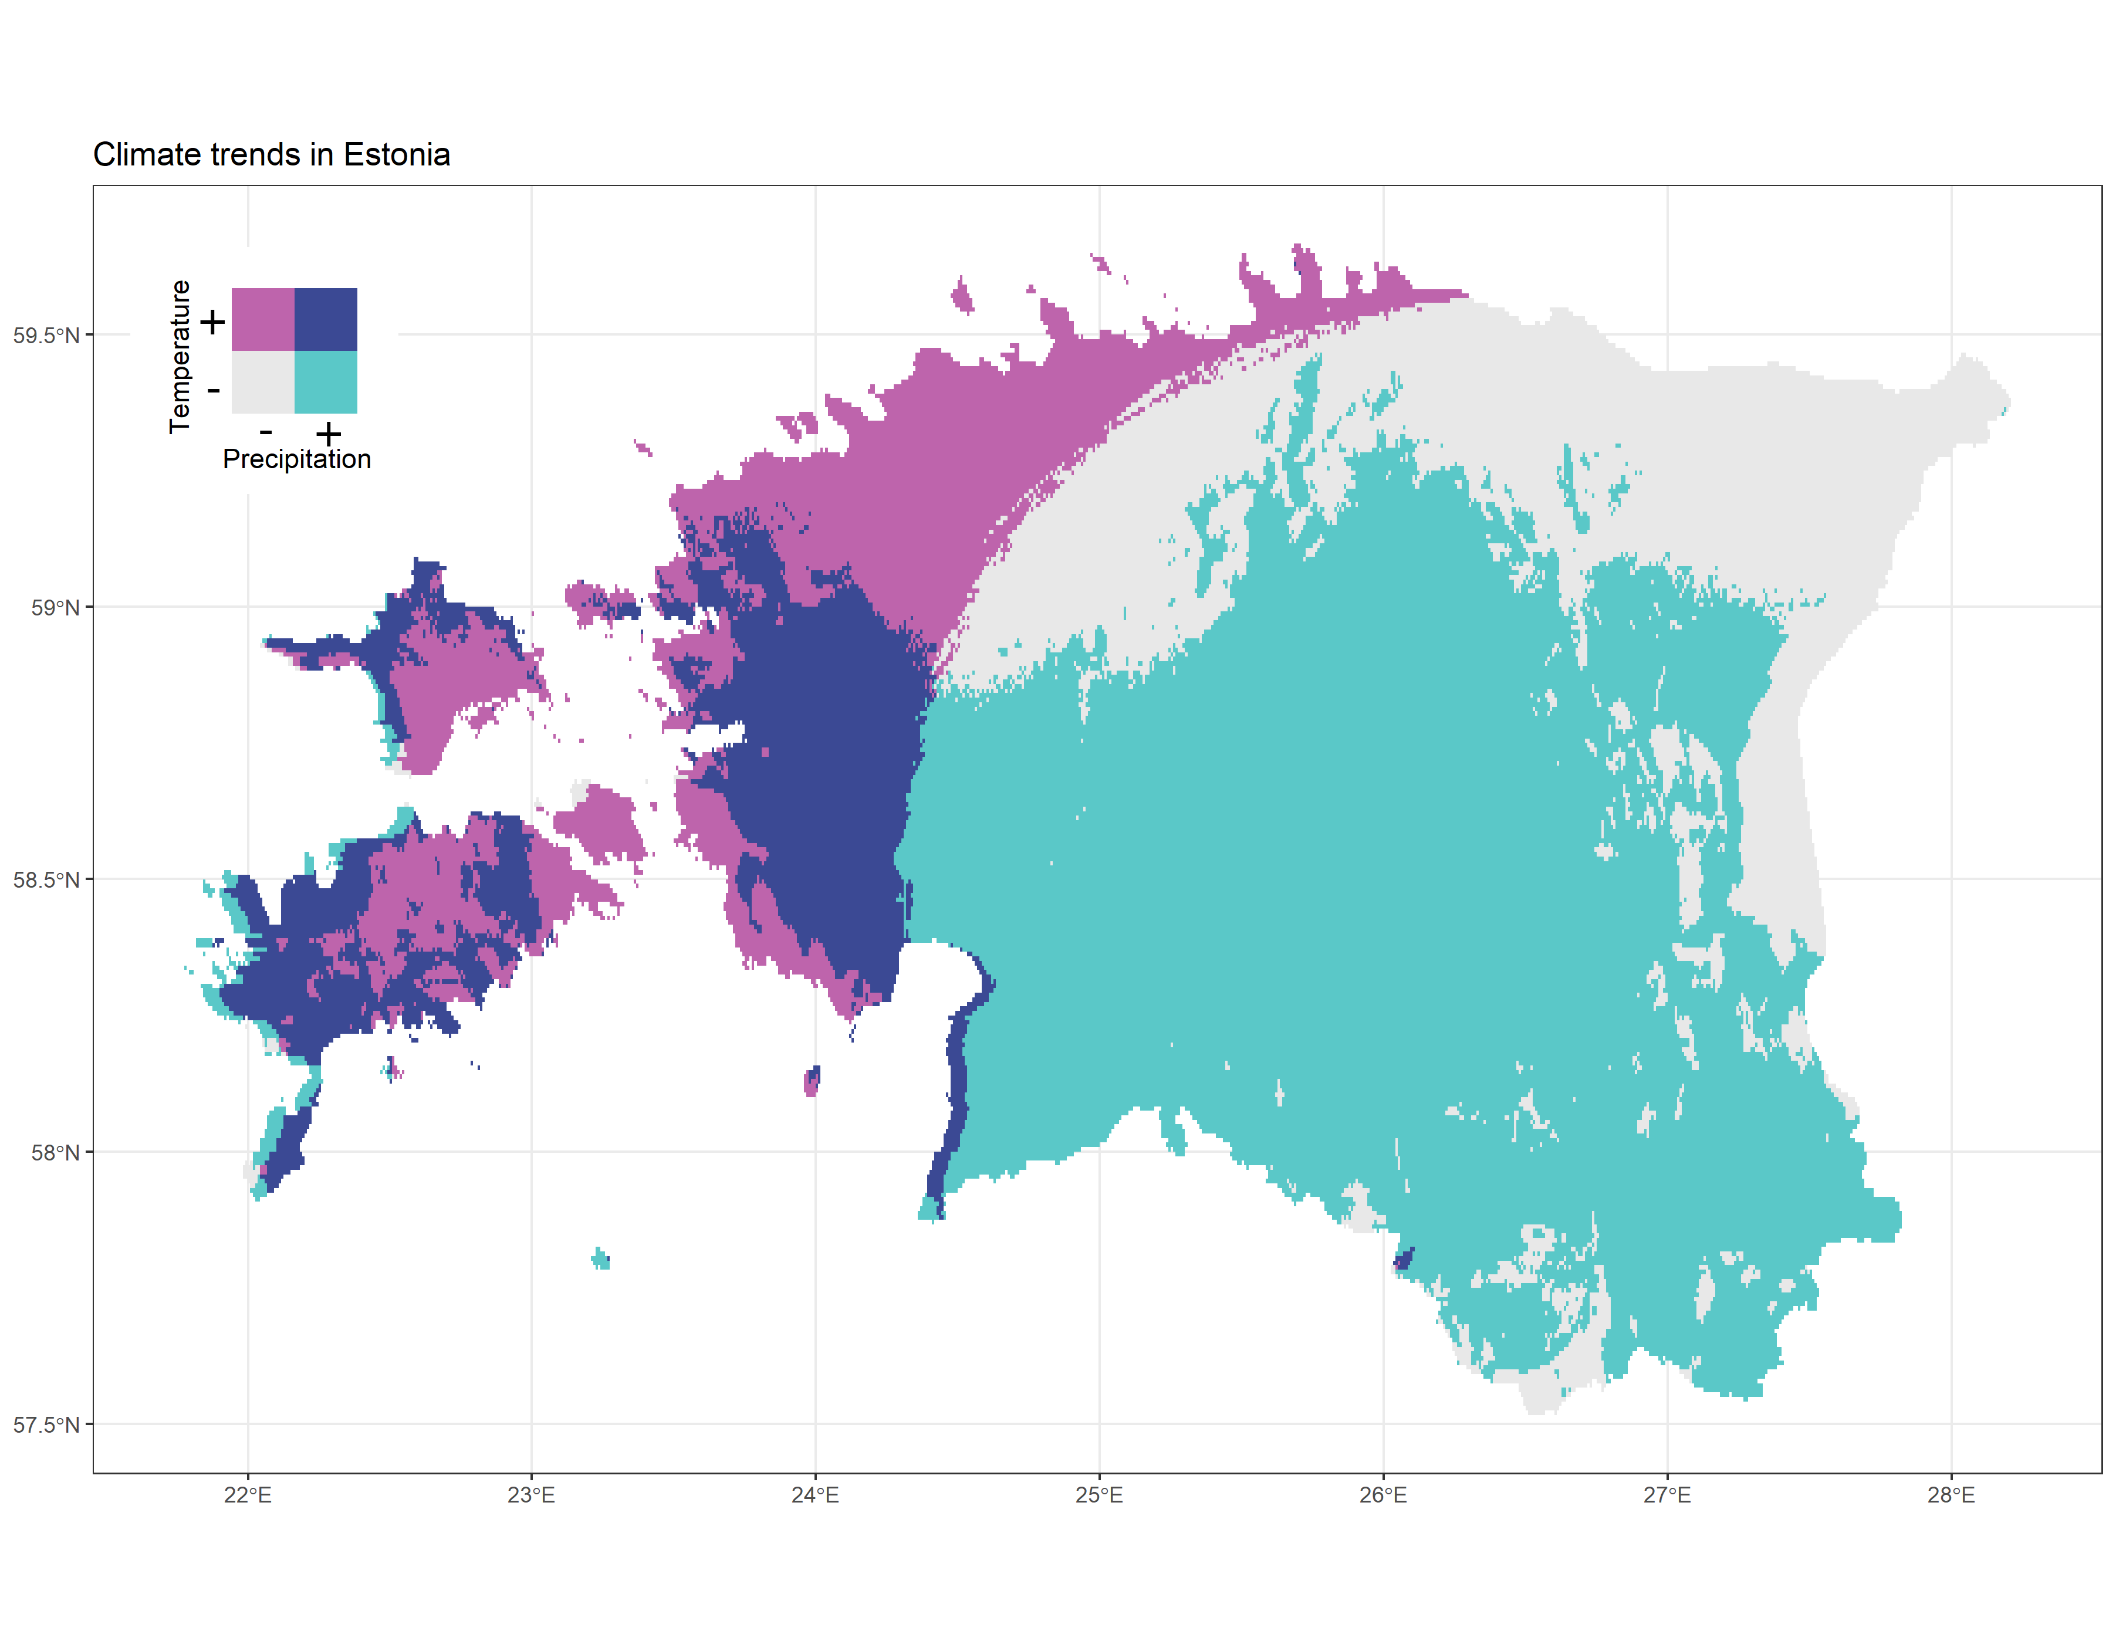 Climate trends in Estonia
Temperature
+
-
- +
Precipitation
59.5°N
59°N
58.5°N
58°N
57.5°N
22°E 23°E 24°E 25°E 26°E 27°E 28°E